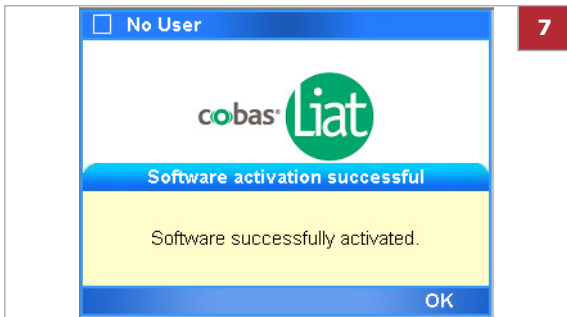 No User
7
cobas®
Liat
Software activation successful
Software successfully activated.
OK